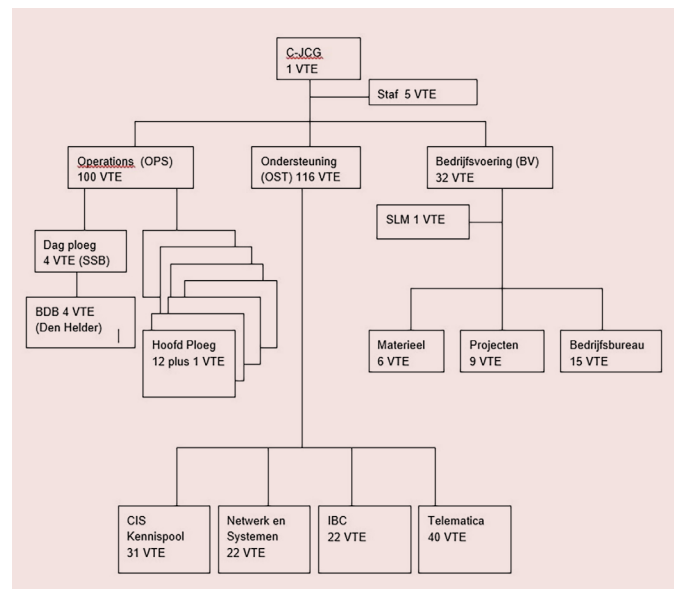 C-JCG
1 VTE
Staf 5 VTE
Operations (OPS)
100 VTE
Ondersteuning
(OST) 116 VTE
Bedrijfsvoering (BV)
32 VTE
SLM 1 VTE
Dag ploeg
4 VTE (SSB)
BDB 4 VTE
(Den Helder)
Hoofd Ploeg
12 plus 1 VTE
Materieel
6 VTE
Projecten
9 VTE
Bedrijfsbureau
15 VTE
CIS
Kennispool
31 VTE
Netwerk en
Systemen
22 VTE
IBC
22 VTE
Telematica
40 VTE